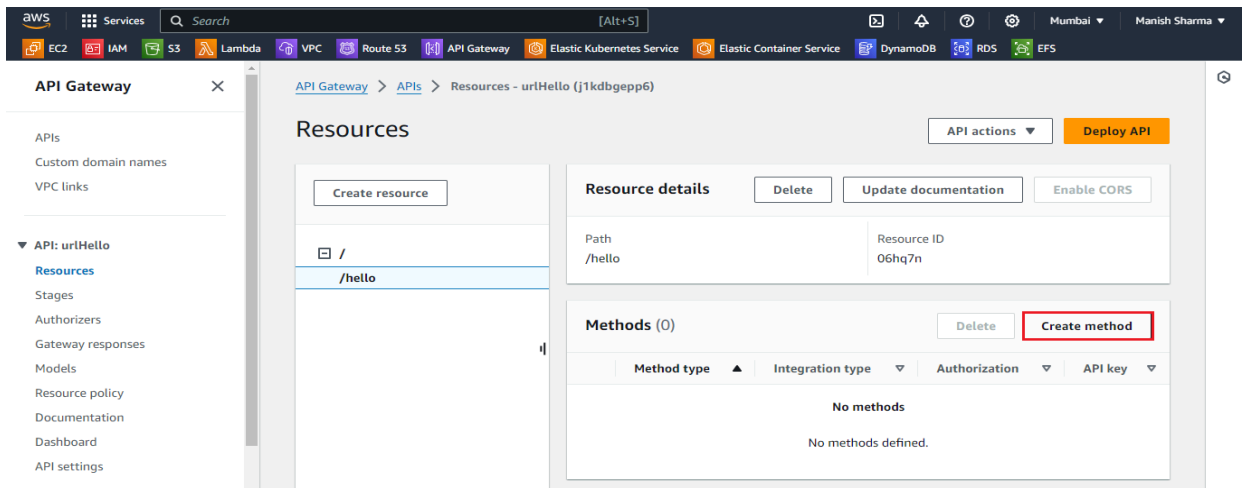 aws Services Search [Alt+S] Mumbai ▼ Manish Sharma ▼
EC2 IAM S3 Lambda VPC Route 53 API Gateway Elastic Kubernetes Service Elastic Container Service DynamoDB RDS EFS
API Gateway
APIs
Custom domain names
VPC links
▼ API: urlHello
Resources
Stages
Authorizers
Gateway responses
Models
Resource policy
Documentation
Dashboard
API settings
API Gateway > APIs > Resources - urlHello (j1kdbgepp6)
Resources
API actions ▼ Deploy API
Create resource
/
/hello
Resource details Delete Update documentation Enable CORS
Path Resource ID
/hello 06hq7n
Methods (0) Delete Create method
Method type ▲ Integration type ▽ Authorization ▽ API key ▽
No methods
No methods defined.